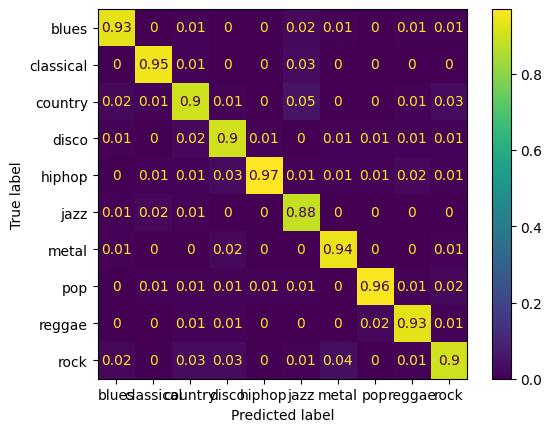 blues 0.93 0 0.01 0 0 0.02 0.01 0 0.01 0.01
classical 0 0.95 0.01 0 0 0.03 0 0 0 0
country 0.02 0.01 0.9 0.01 0 0.05 0 0 0.01 0.03
disco 0.01 0 0.02 0.9 0.01 0 0.01 0.01 0.01 0.01
hiphop 0 0.01 0.01 0.03 0.97 0.01 0.01 0.01 0.02 0.01
jazz 0.01 0.02 0.01 0 0 0.88 0 0 0 0
metal 0.01 0 0 0.02 0 0 0.94 0 0 0.01
pop 0 0.01 0.01 0.01 0.01 0.01 0 0.96 0.01 0.02
reggae 0 0 0.01 0.01 0 0 0 0.02 0.93 0.01
rock 0.02 0 0.03 0.03 0 0.01 0.04 0 0.01 0.9
blues classical country disco hiphop jazz metal pop reggae rock
Predicted label
True label
0.8
0.6
0.4
0.2
0.0